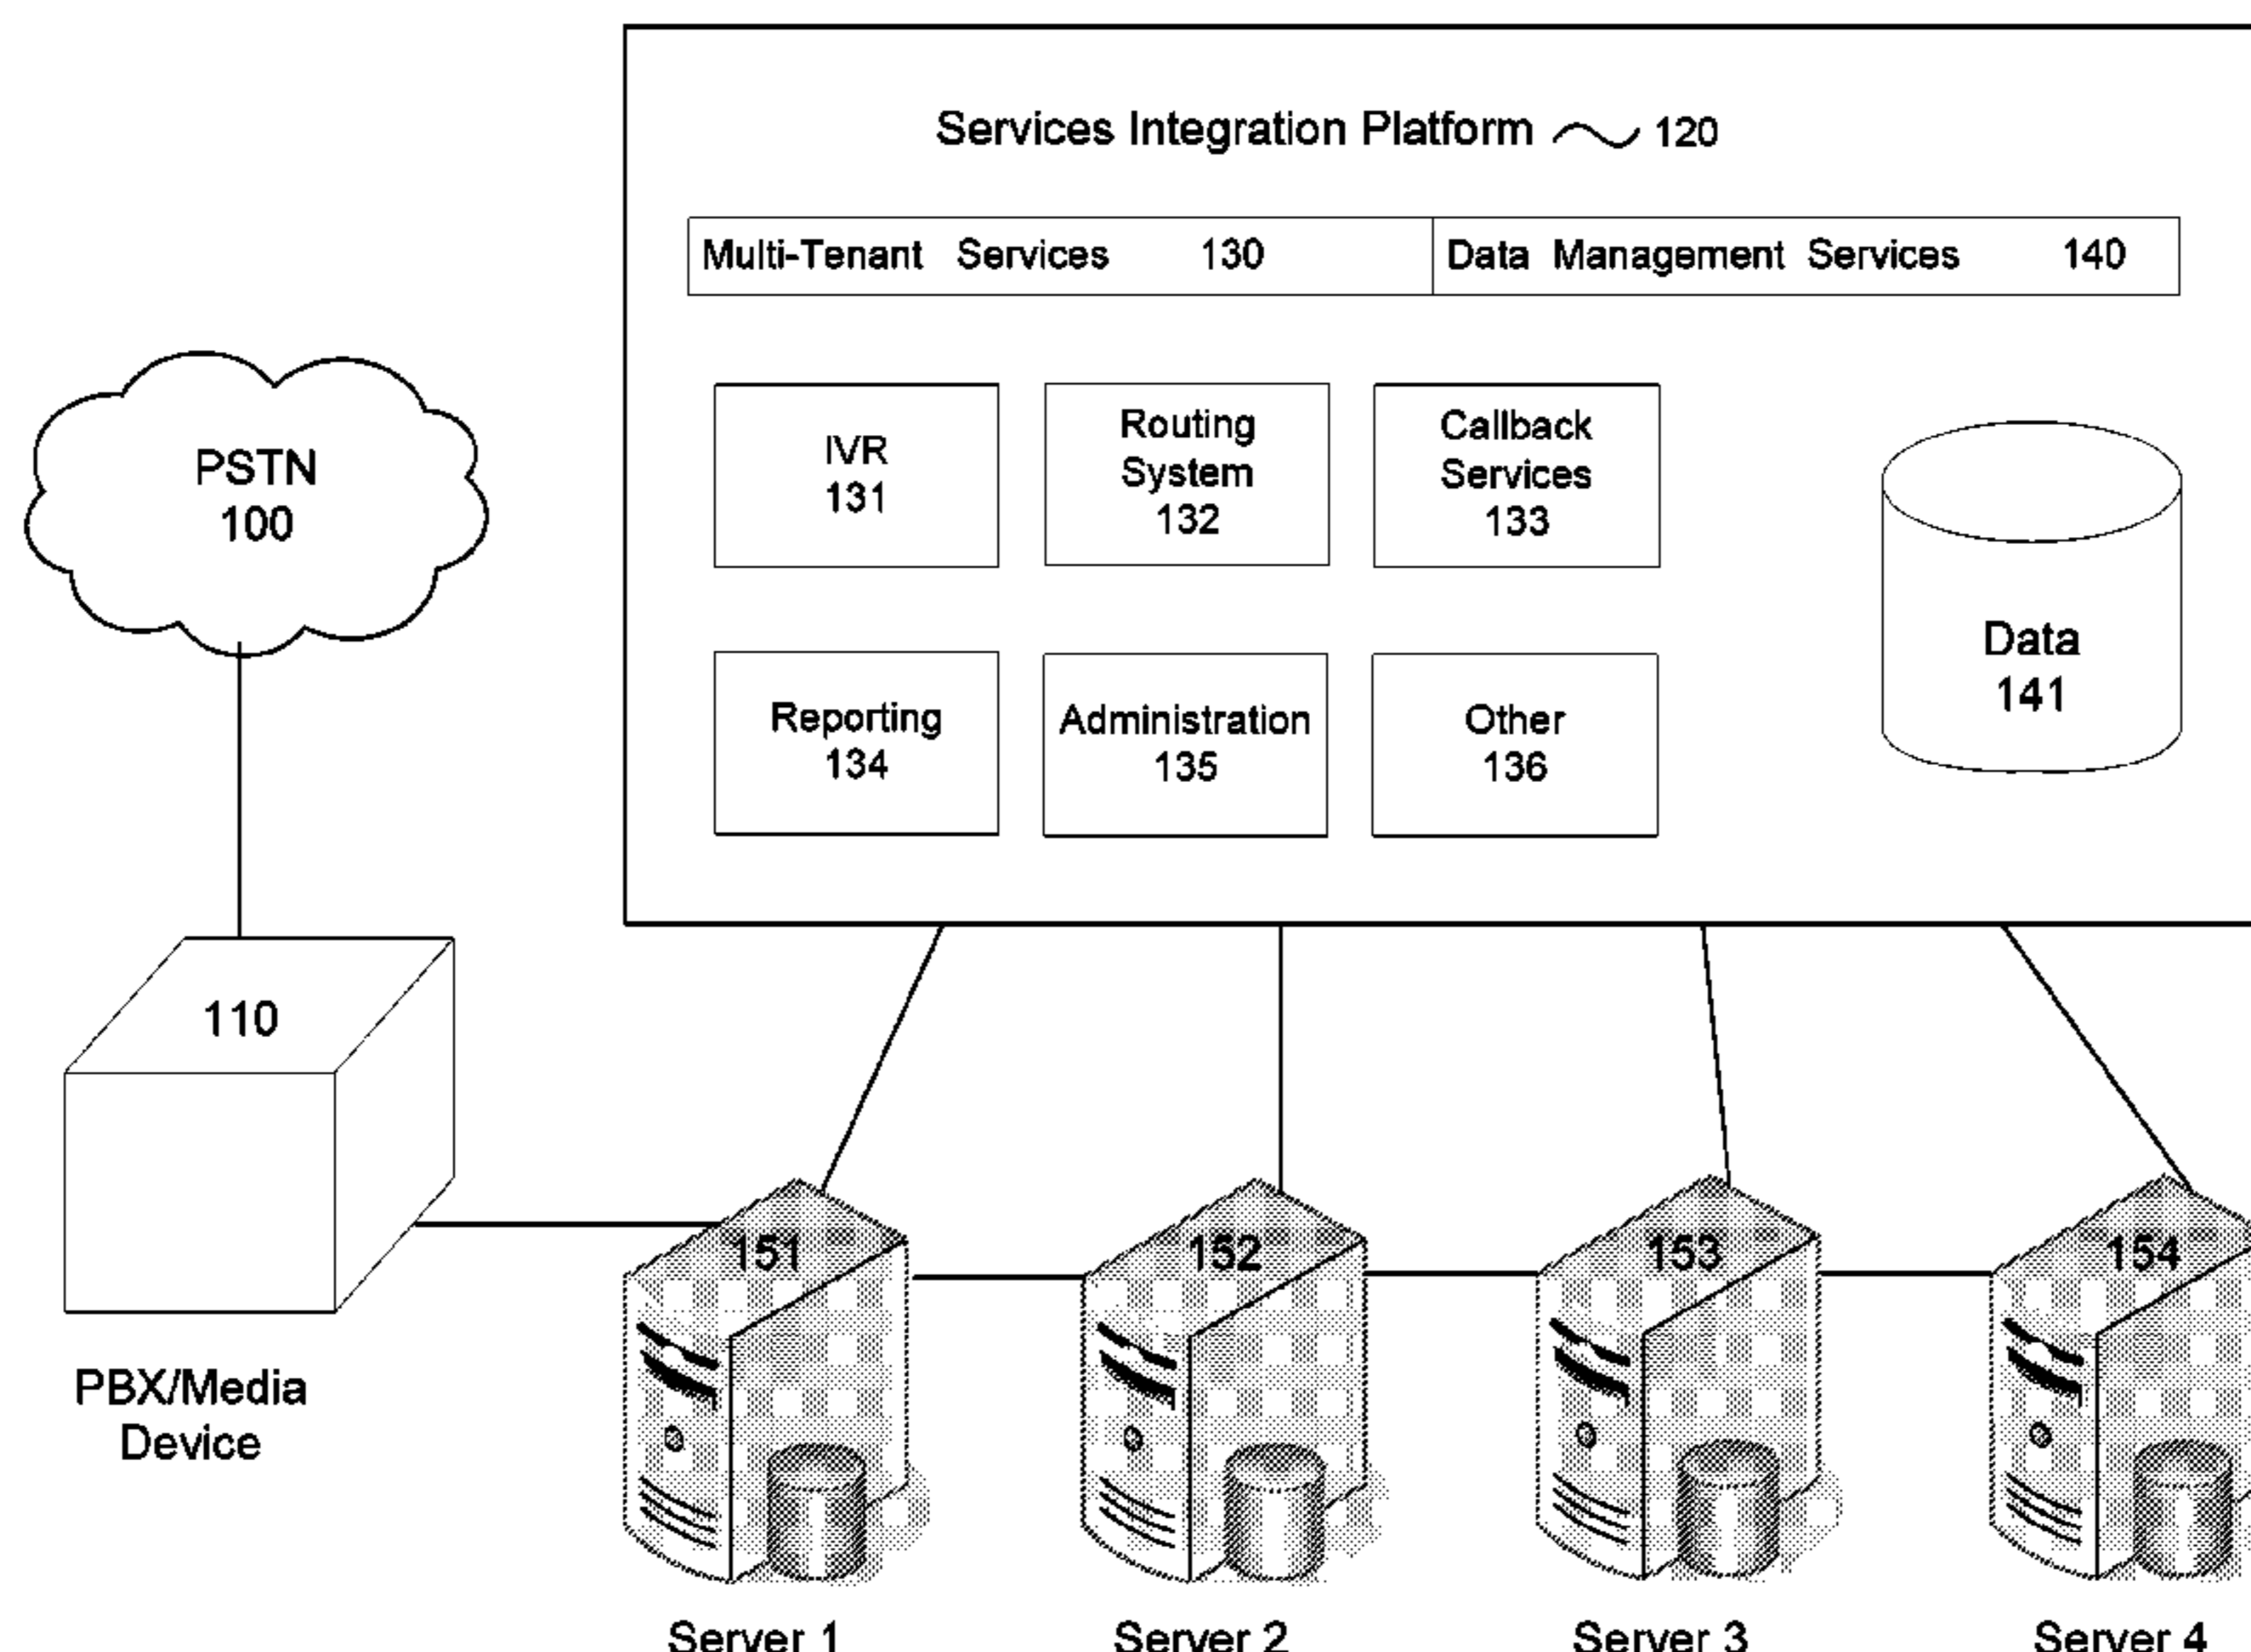 Services Integration Platform 120
Multi-Tenant Services 130
Data Management Services 140
PSTN
100
IVR
131
Routing
System
132
Callback
Services
133
Data
141
Reporting
134
Administration
135
Other
136
110
PBX/Media
Device
151
152
153
154
Server 1
Server 2
Server 3
Server 4